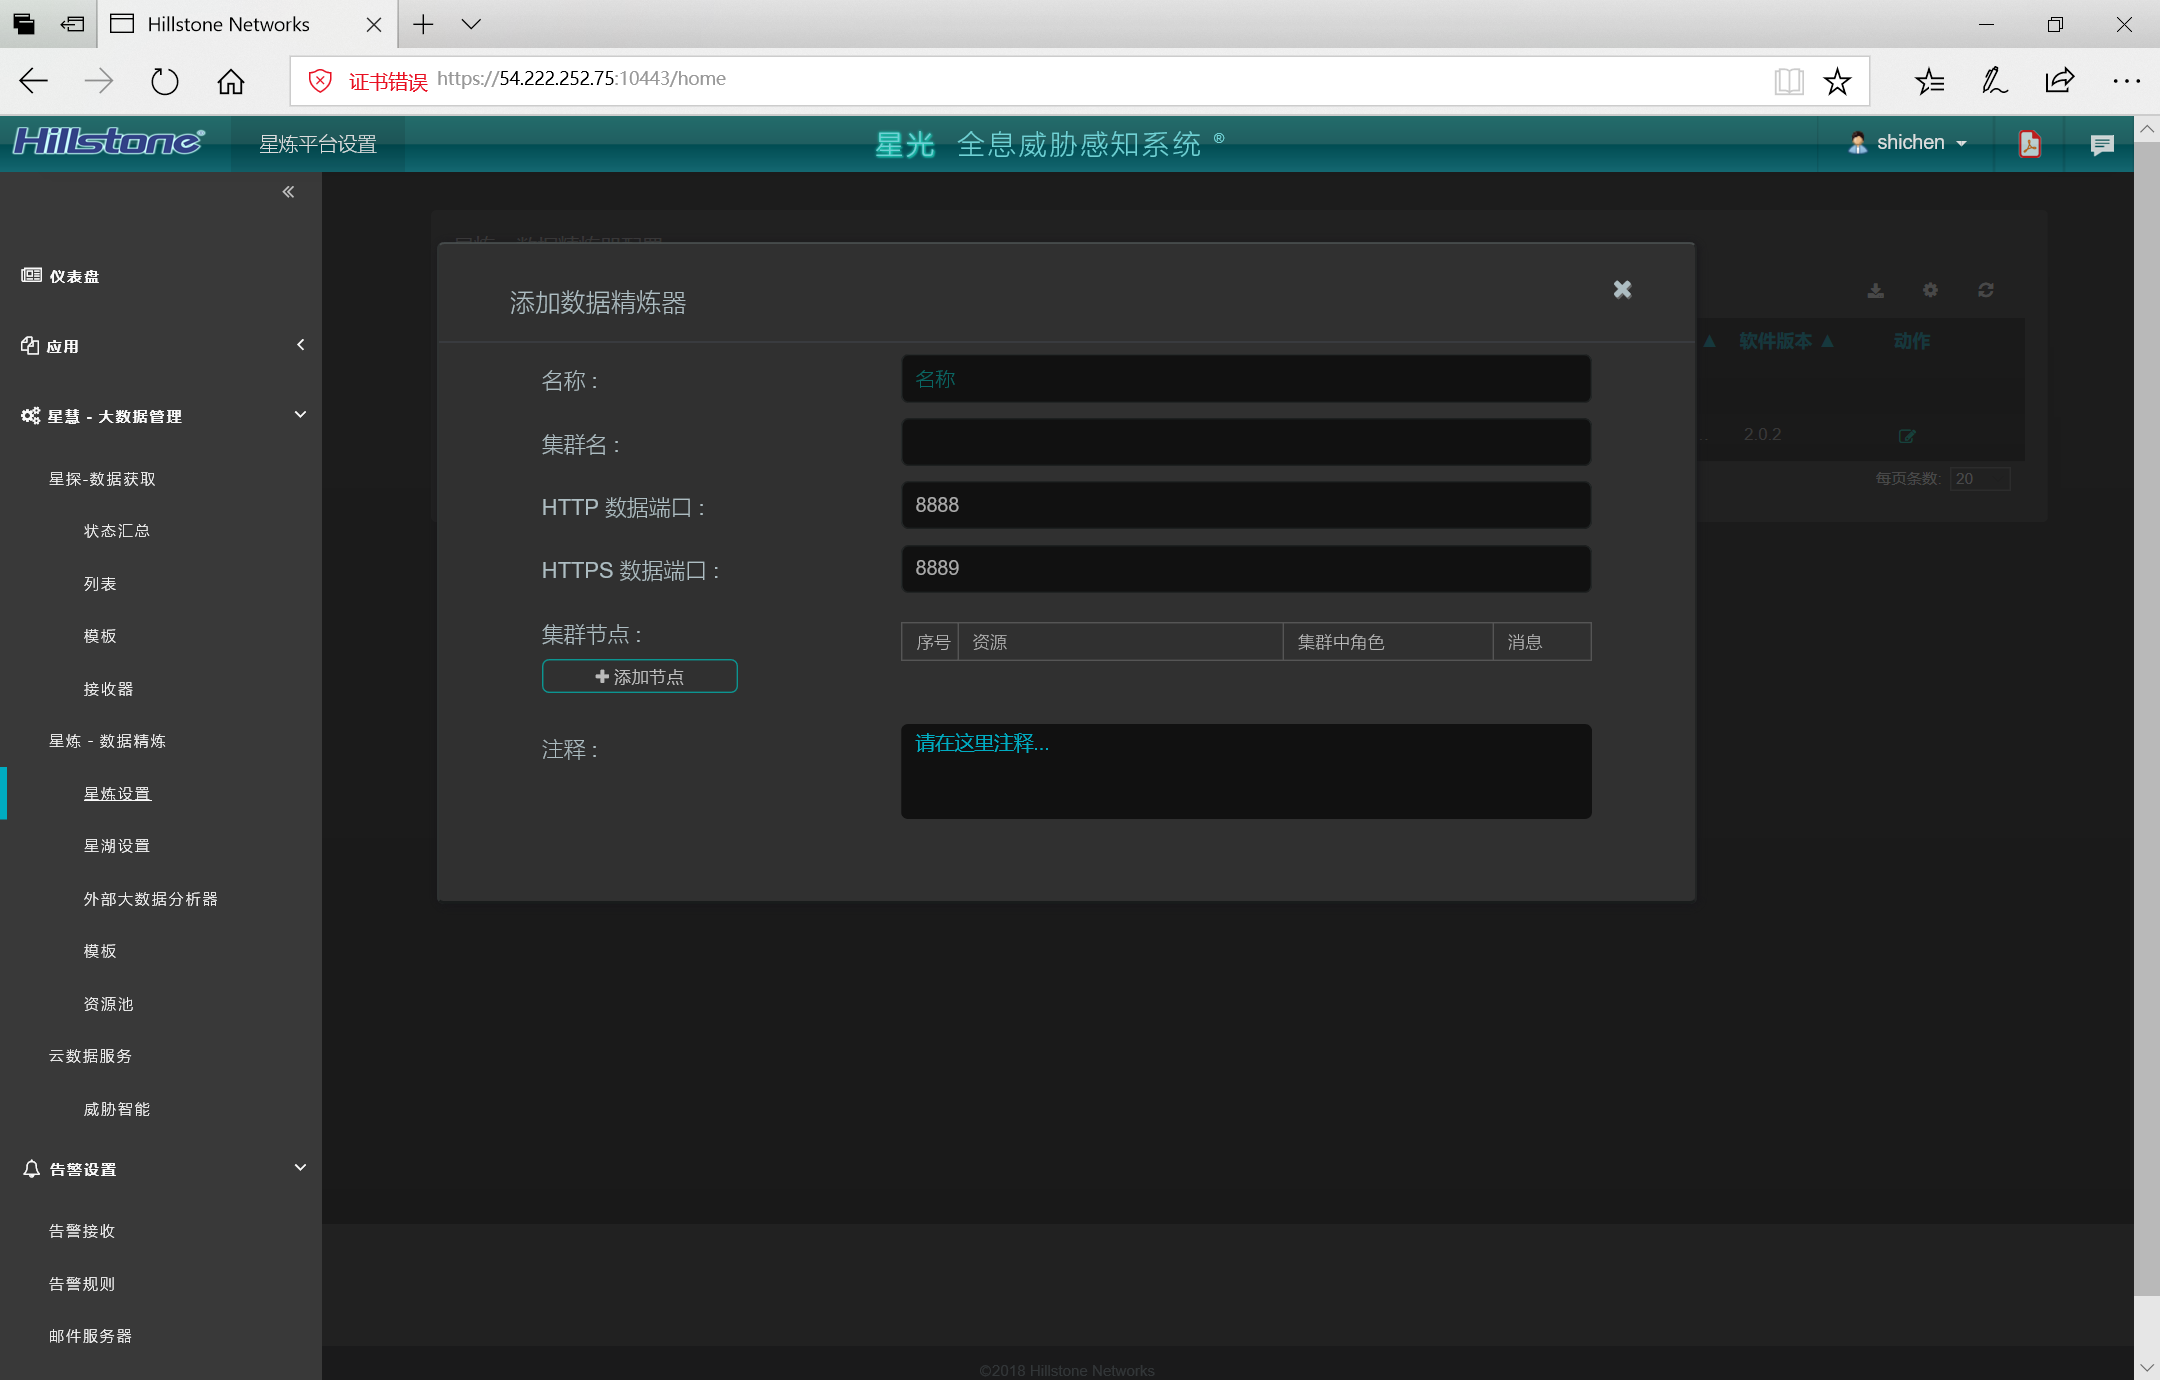 Hillstone Networks
证书错误 https://54.222.252.75:10443/home
Hillstone® 星炼平台设置 星光 全息威胁感知系统® shichen
仪表盘
应用
星慧 - 大数据管理
星探-数据获取
状态汇总
列表
模板
接收器
星炼 - 数据精炼
星炼设置
星湖设置
外部大数据分析器
模板
资源池
云数据服务
威胁智能
告警设置
告警接收
告警规则
邮件服务器
添加数据精炼器
名称 : 名称
集群名 :
HTTP 数据端口 : 8888
HTTPS 数据端口 : 8889
集群节点 : 序号 资源 集群中角色 消息
添加节点
注释 : 请在这里注释...
软件版本 动作
.. 2.0.2
每页条数: 20
©2018 Hillstone Networks